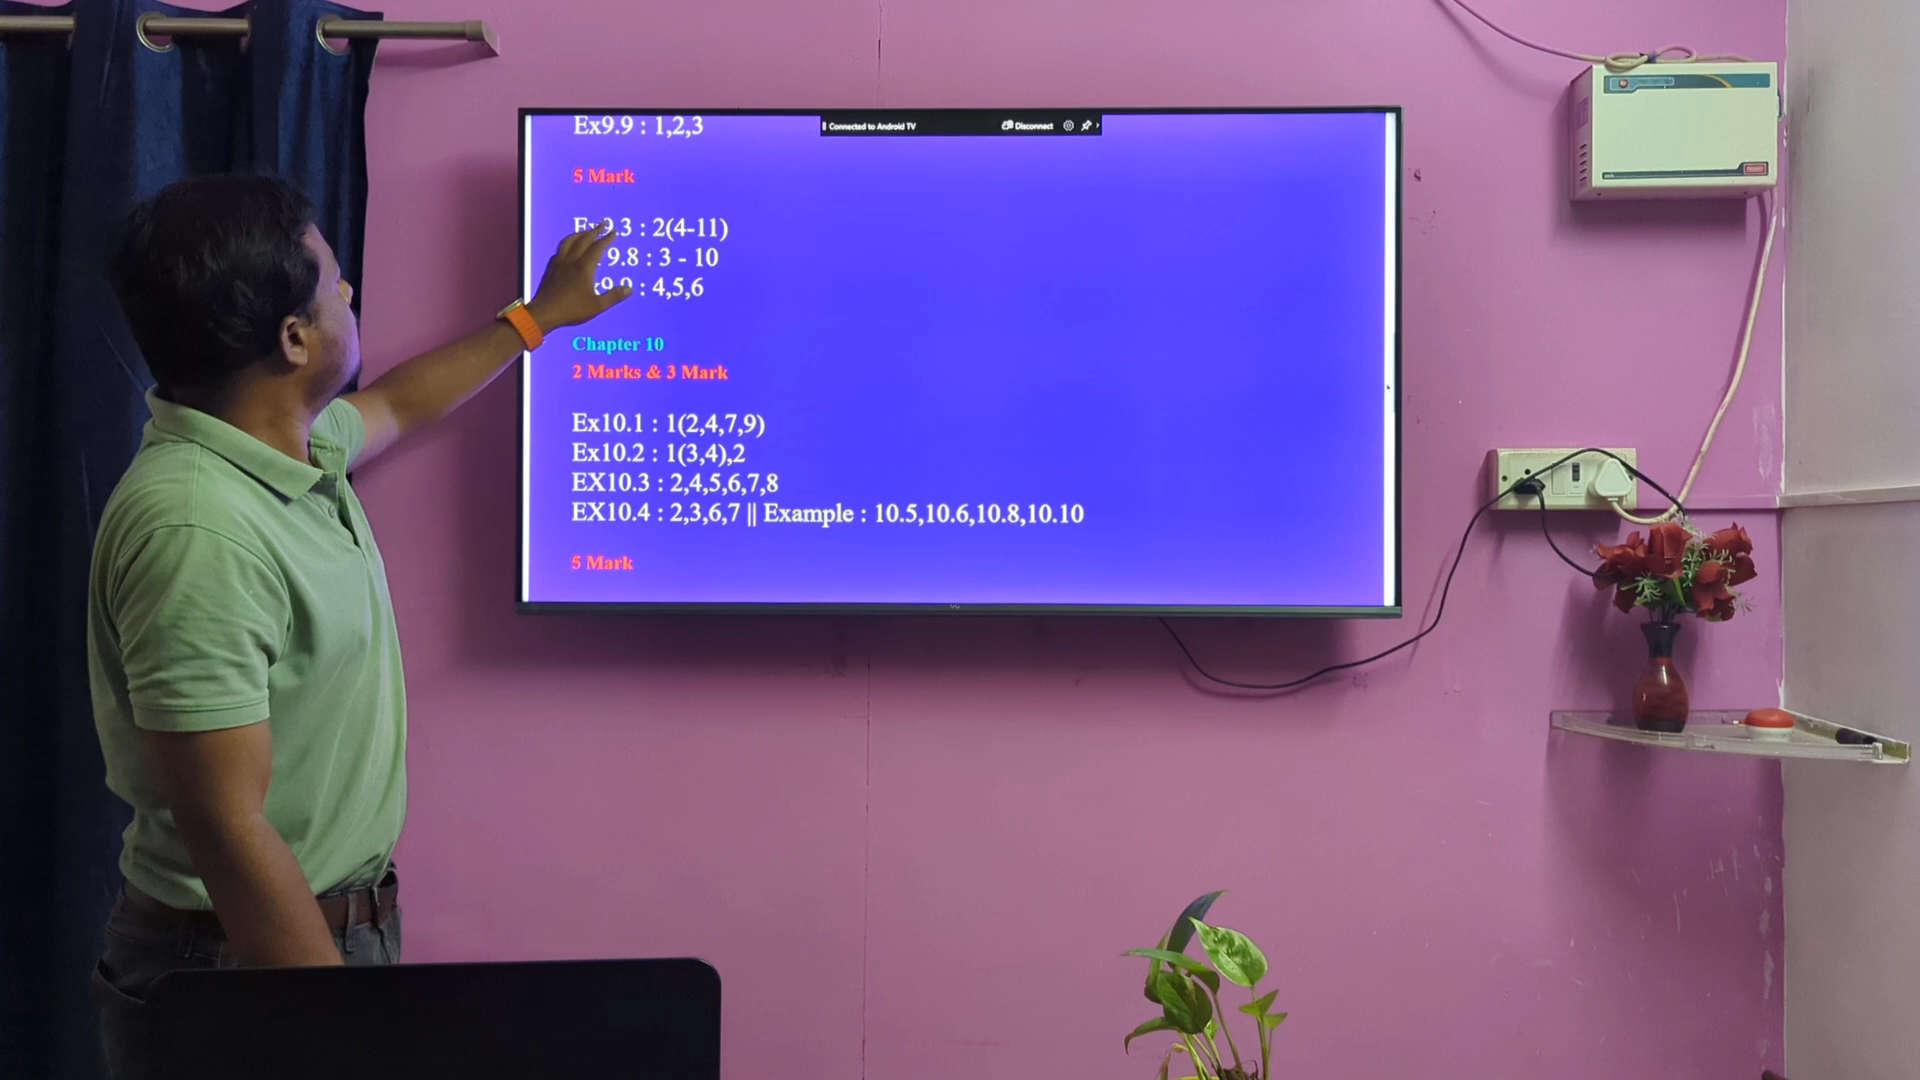 Ex9.9 : 1,2,3
Connected to Android TV
Disconnect
5 Mark
Ex9.3 : 2(4-11)
9.8 : 3 - 10
x9.9 : 4,5,6
Chapter 10
2 Marks & 3 Mark
Ex10.1 : 1(2,4,7,9)
Ex10.2 : 1(3,4),2
EX10.3 : 2,4,5,6,7,8
EX10.4 : 2,3,6,7 || Example : 10.5,10.6,10.8,10.10
5 Mark